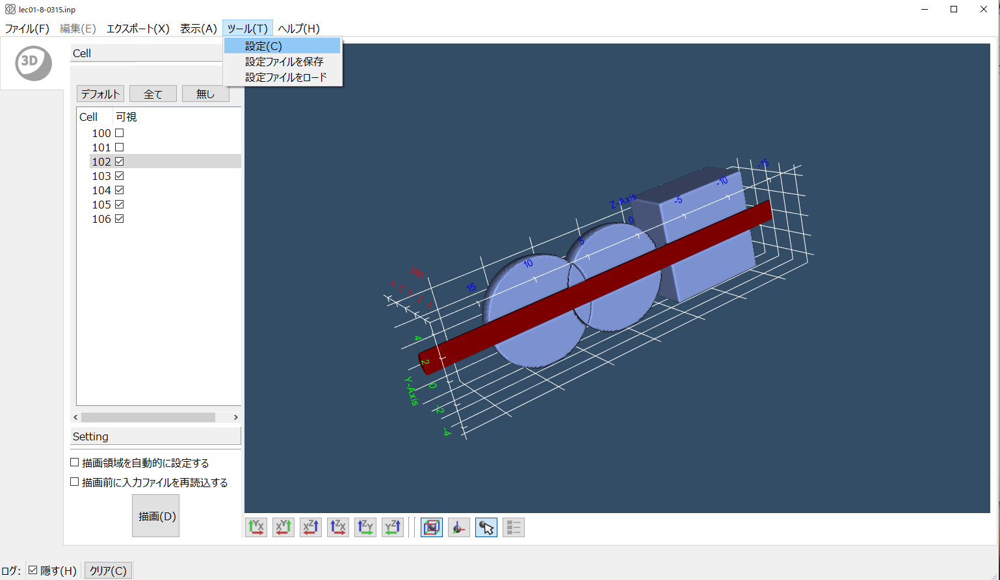 lec01-8-0315.inp
ファイル(F) 編集(E) エクスポート(X) 表示(A) ツール(T) ヘルプ(H)
設定(C)
設定ファイルを保存
設定ファイルをロード
3D
Cell
デフォルト 全て 無し
Cell 可視
100
101
102
103
104
105
106
Setting
描画領域を自動的に設定する
描画前に入力ファイルを再読込する
描画(D)
-15
-10
-5
Z-Axis
0
5
10
15
4
2
0
-2
-4
Y-Axis
YX XY XZ ZX ZY YZ
ログ: 隠す(H) クリア(C)